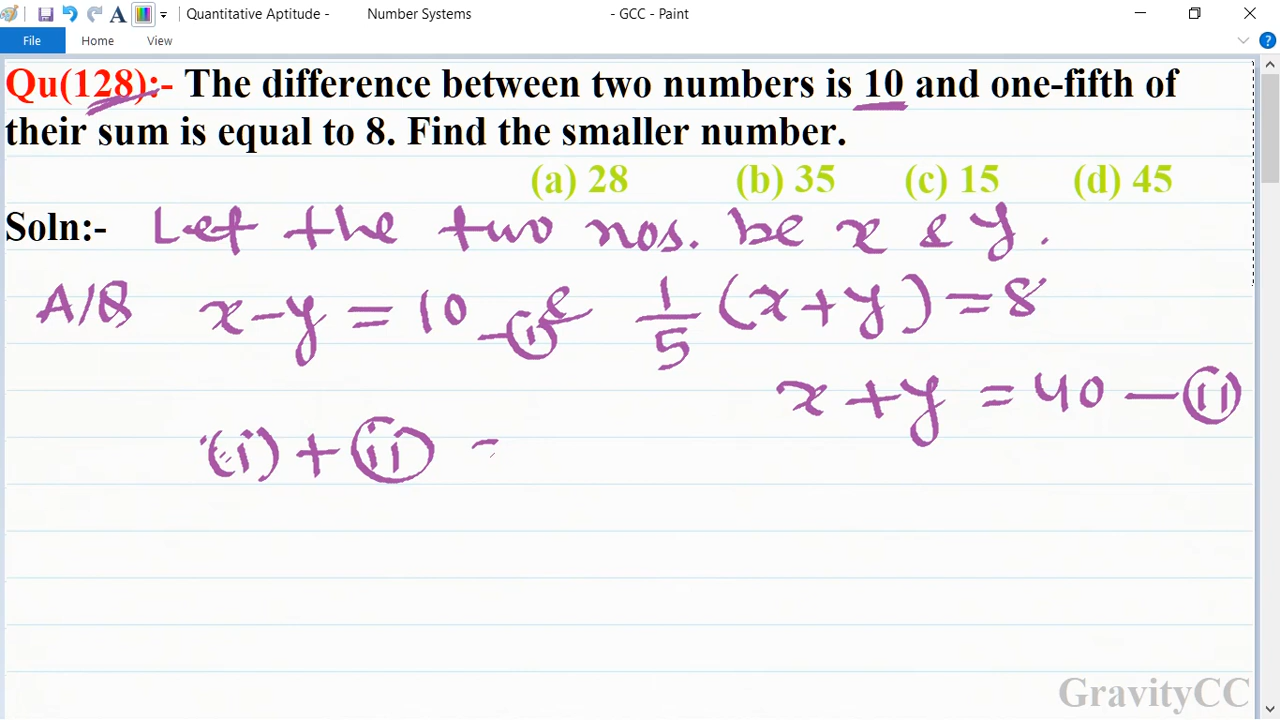 Quantitative Aptitude - Number Systems - GCC - Paint
File Home View
Qu(128):- The difference between two numbers is 10 and one-fifth of
their sum is equal to 8. Find the smaller number.
(a) 28 (b) 35 (c) 15 (d) 45
Soln:- Let the two nos. be x & y.
A/Q x - y = 10 - (i) & 1/5 (x + y) = 8
x + y = 40 - (ii)
(i) + (ii) =
GravityCC